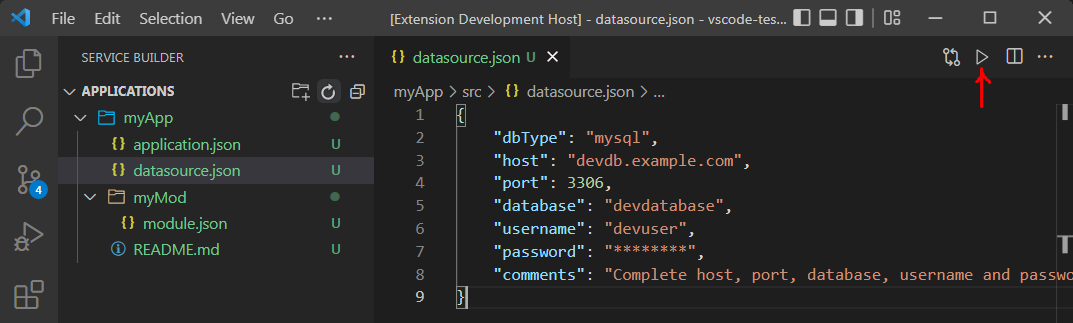 File Edit Selection View Go Run ... [Extension Development Host] - datasource.json - vscode-tes...
SERVICE BUILDER ...
APPLICATIONS
myApp
{} application.json U
{} datasource.json U
myMod
{} module.json U
README.md U
4
{} datasource.json U
myApp > src > {} datasource.json > ...
1 {
2 "dbType": "mysql",
3 "host": "devdb.example.com",
4 "port": 3306,
5 "database": "devdatabase",
6 "username": "devuser",
7 "password": "********",
8 "comments": "Complete host, port, database, username and passwo
9 }